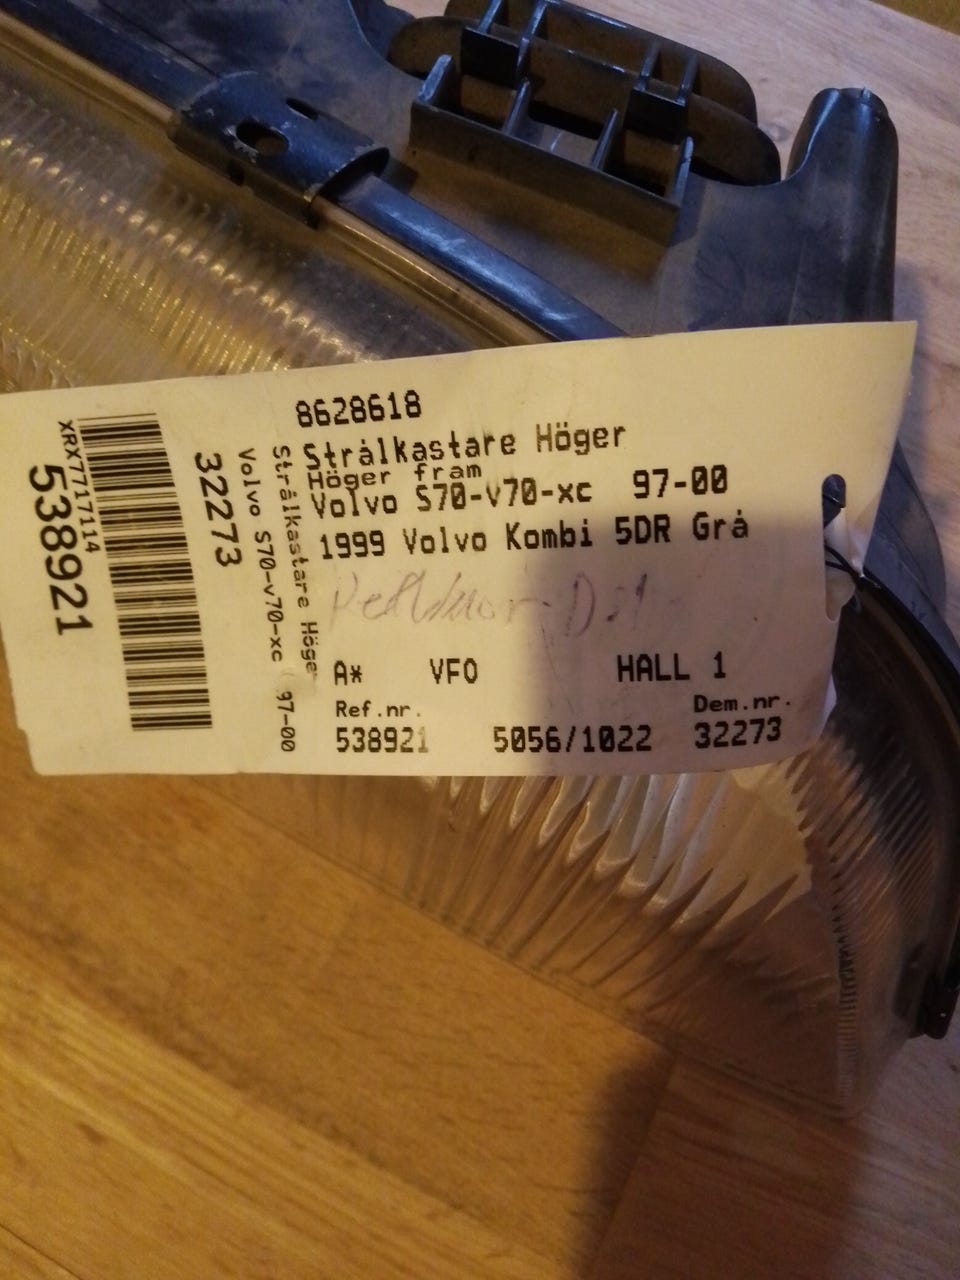 8628618
Strålkastare Höger
Höger fram
Volvo S70-V70-xc 97-00
1999 Volvo Kombi 5DR Grå
A* VFO HALL 1
Ref.nr. Dem.nr.
538921 5056/1022 32273
Strålkastare Höger
Volvo S70-v70-xc 97-00
32273
XRX7717114
538921